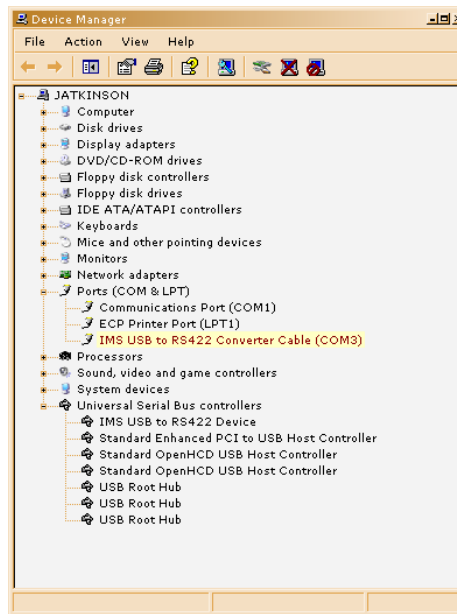 Device Manager
File Action View Help
JATKINSON
Computer
Disk drives
Display adapters
DVD/CD-ROM drives
Floppy disk controllers
Floppy disk drives
IDE ATA/ATAPI controllers
Keyboards
Mice and other pointing devices
Monitors
Network adapters
Ports (COM & LPT)
Communications Port (COM1)
ECP Printer Port (LPT1)
IMS USB to RS422 Converter Cable (COM3)
Processors
Sound, video and game controllers
System devices
Universal Serial Bus controllers
IMS USB to RS422 Device
Standard Enhanced PCI to USB Host Controller
Standard OpenHCD USB Host Controller
Standard OpenHCD USB Host Controller
USB Root Hub
USB Root Hub
USB Root Hub